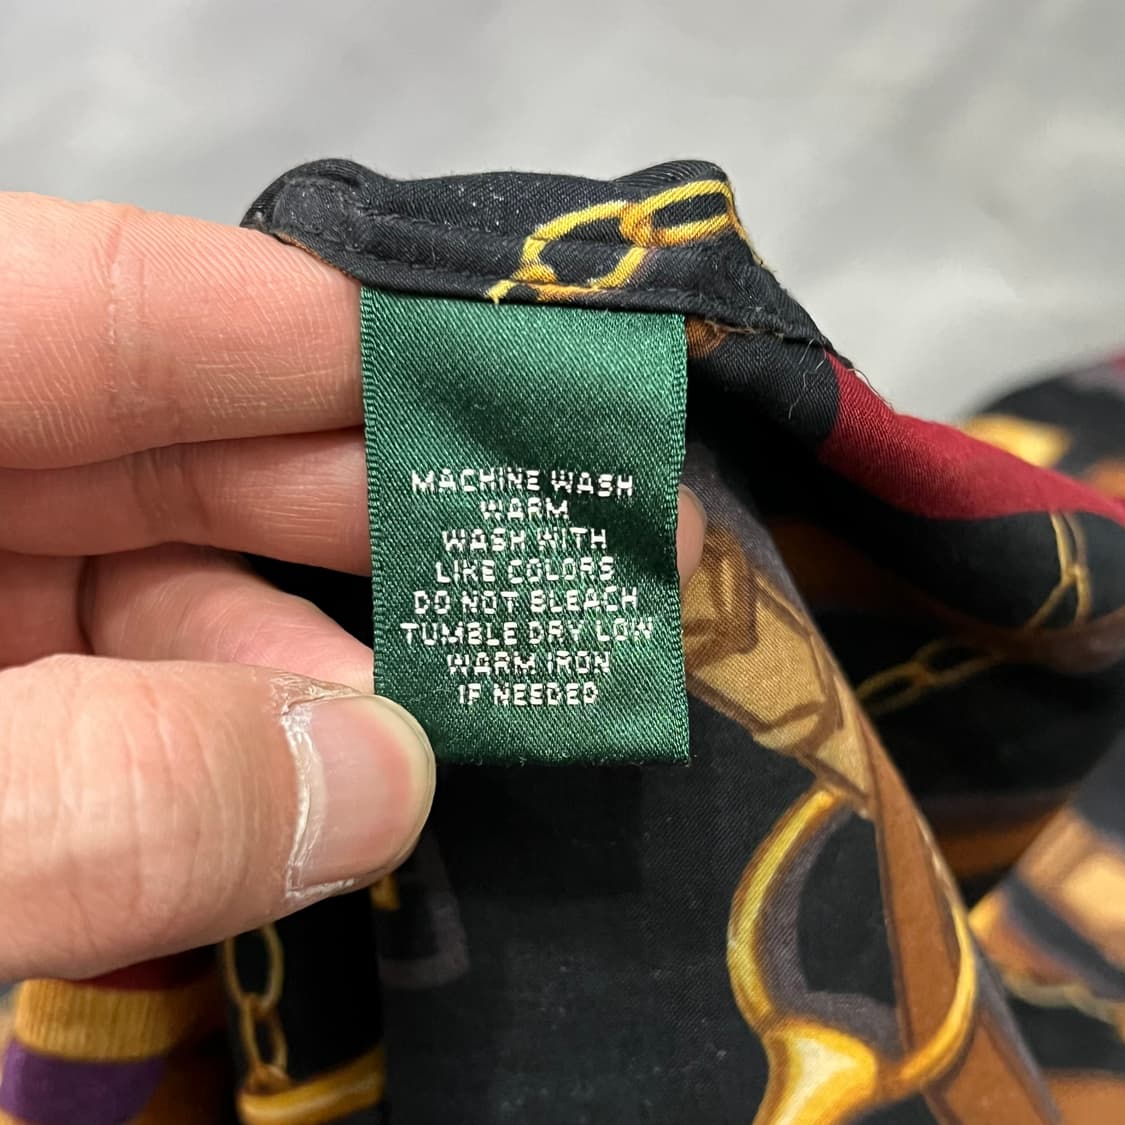 MACHINE WASH
WARM
WASH WITH
LIKE COLORS
DO NOT BLEACH
TUMBLE DRY LOW
WARM IRON
IF NEEDED